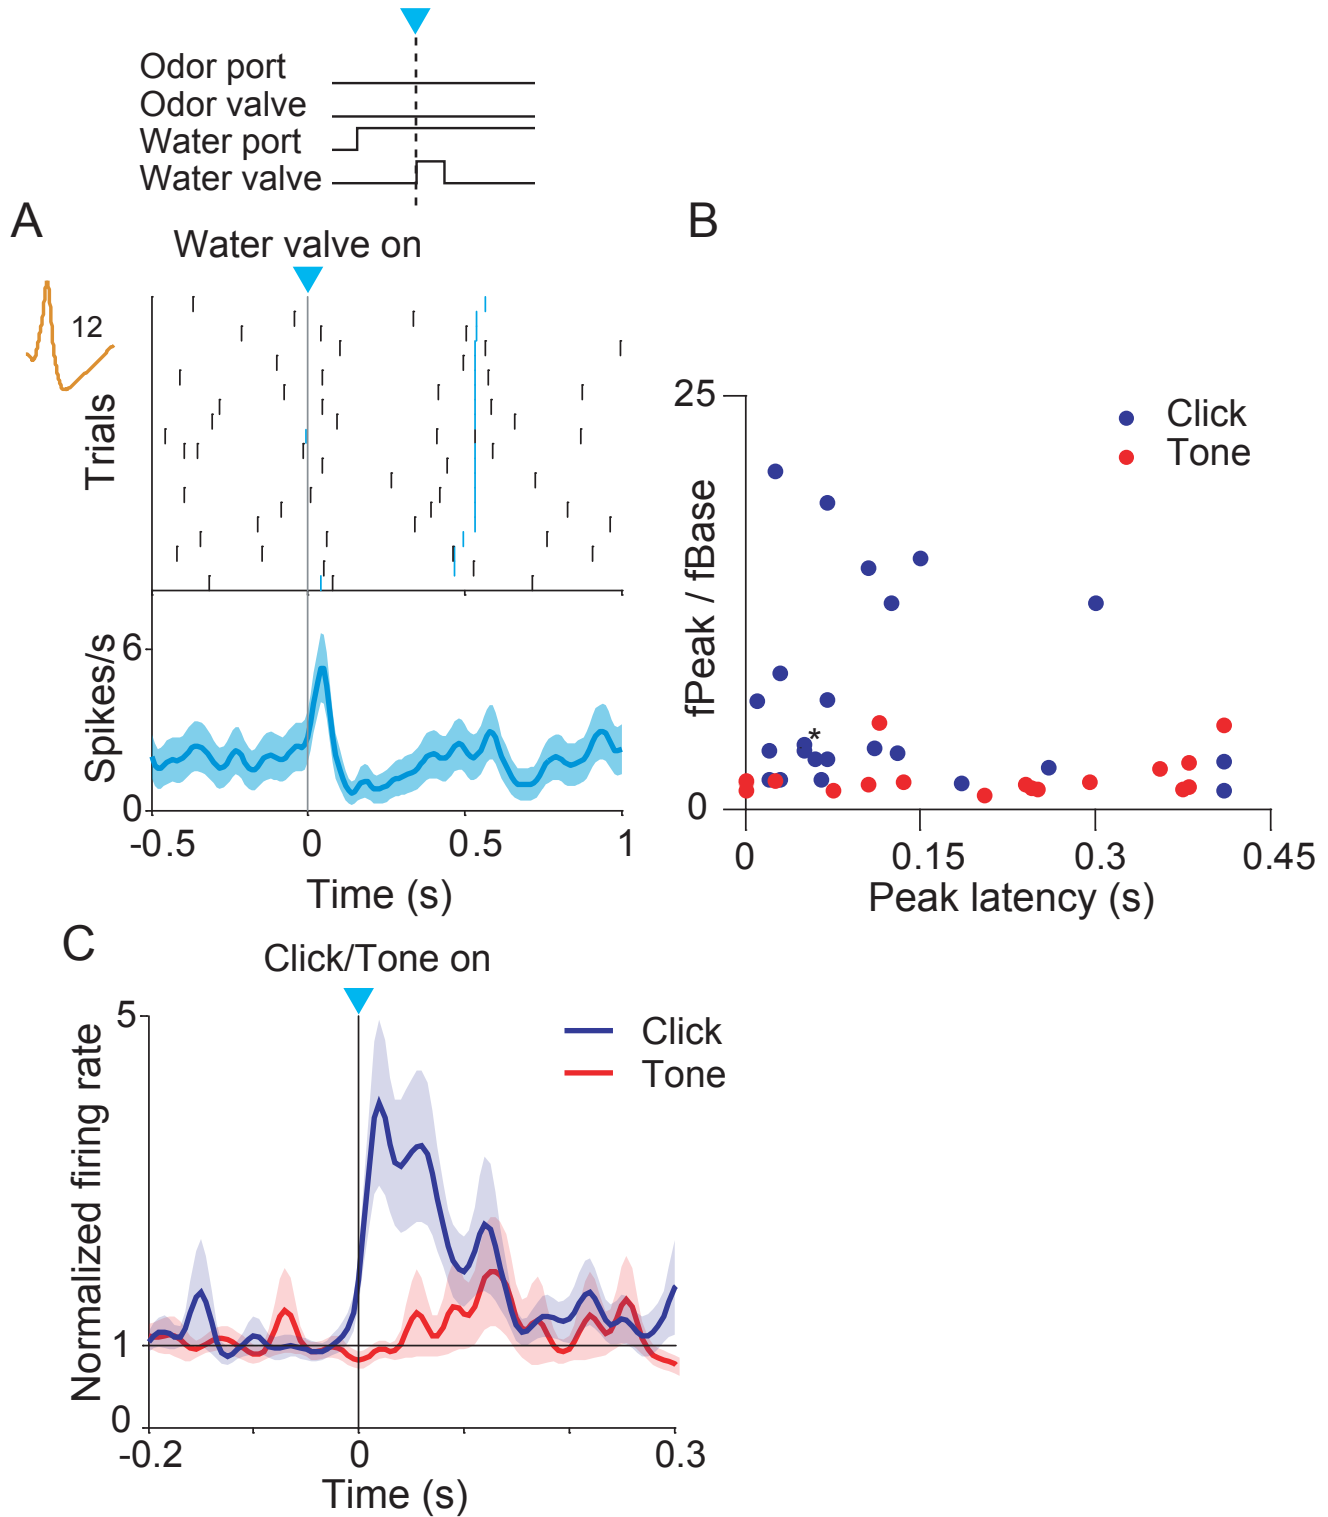 Odor port
Odor valve
Water port
Water valve
A
Water valve on
12
Trials
Spikes/s
6
0
-0.5
0
0.5
1
Time (s)
B
25
Click
Tone
fPeak / fBase
*
0
0
0.15
0.3
0.45
Peak latency (s)
C
Click/Tone on
5
Click
Tone
Normalized firing rate
1
0
-0.2
0
0.3
Time (s)